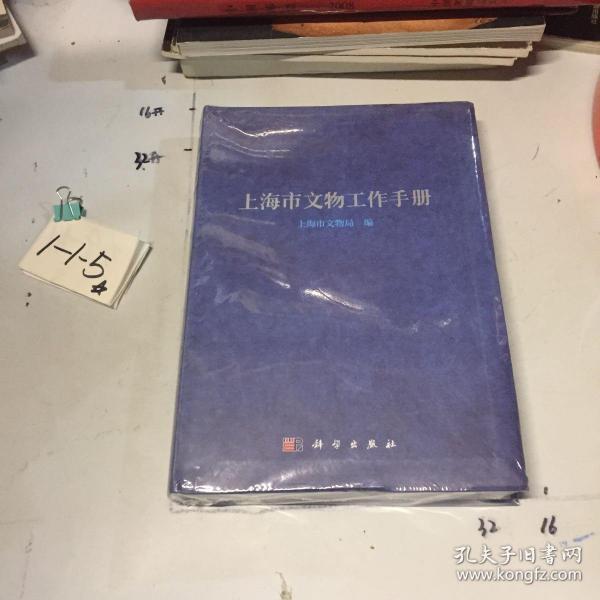 2008
16开
32开
上海市文物工作手册
上海市文物局 编
1-1-5
科学出版社
32 16
孔夫子旧书网
www.kongfz.com